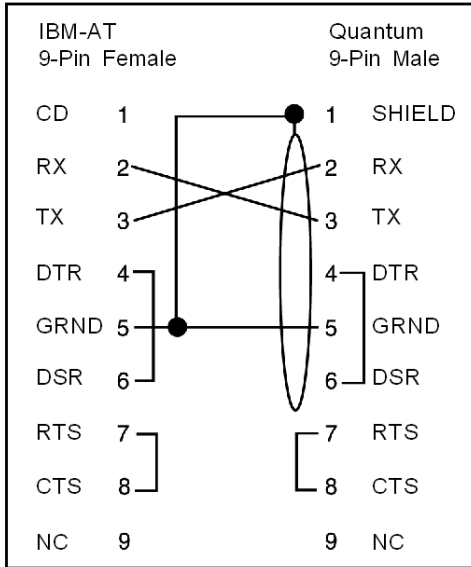 IBM-AT Quantum
9-Pin Female 9-Pin Male
CD 1 1 SHIELD
RX 2 2 RX
TX 3 3 TX
DTR 4 4 DTR
GRND 5 5 GRND
DSR 6 6 DSR
RTS 7 7 RTS
CTS 8 8 CTS
NC 9 9 NC